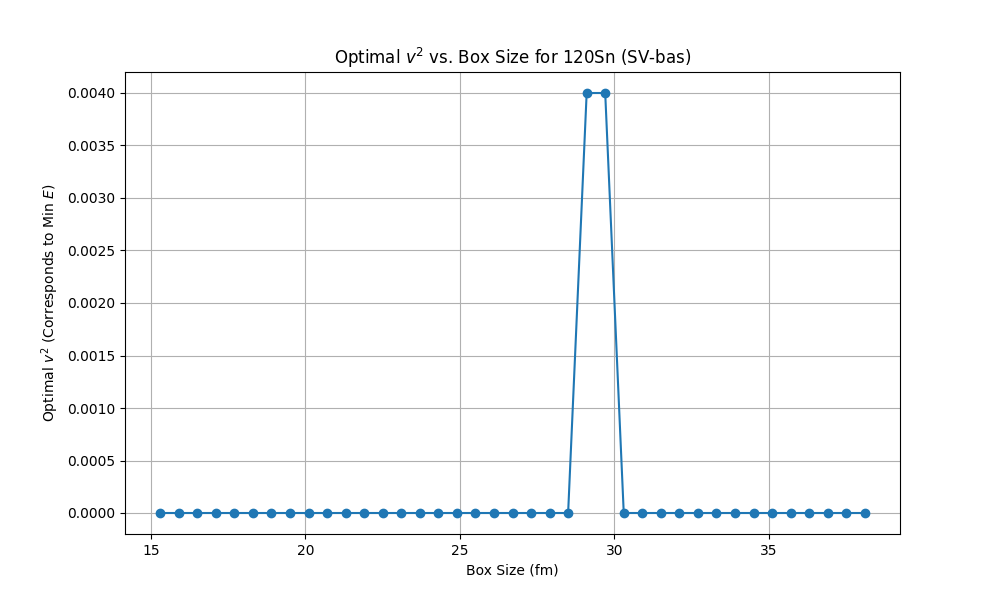 Optimal $v^2$ vs. Box Size for 120Sn (SV-bas)
Optimal $v^2$ (Corresponds to Min $E$)
0.0040
0.0035
0.0030
0.0025
0.0020
0.0015
0.0010
0.0005
0.0000
15 20 25 30 35
Box Size (fm)